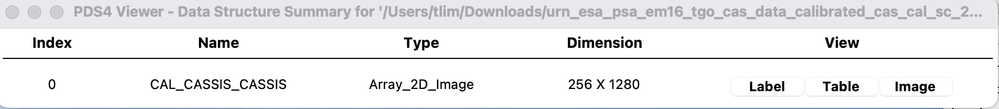 PDS4 Viewer - Data Structure Summary for '/Users/tlim/Downloads/urn_esa_psa_em16_tgo_cas_data_calibrated_cas_cal_sc_2...
Index Name Type Dimension View
0 CAL_CASSIS_CASSIS Array_2D_Image 256 X 1280 Label Table Image